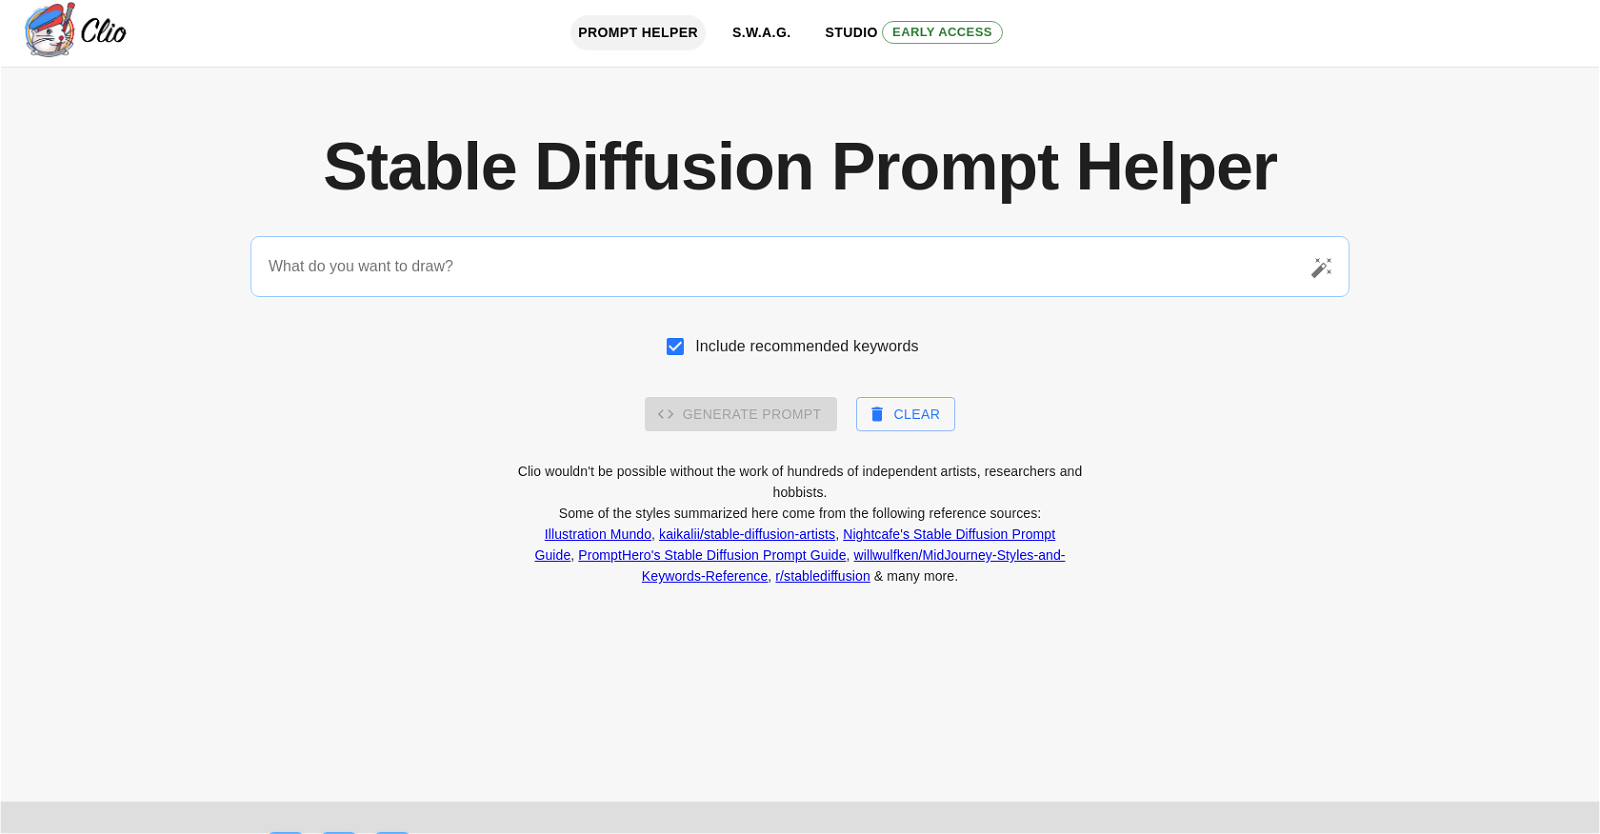 Clio
PROMPT HELPER
S.W.A.G.
STUDIO
EARLY ACCESS
Stable Diffusion Prompt Helper
What do you want to draw?
Include recommended keywords
GENERATE PROMPT
CLEAR
Clio wouldn't be possible without the work of hundreds of independent artists, researchers and
hobbists.
Some of the styles summarized here come from the following reference sources:
Illustration Mundo, kaikalii/stable-diffusion-artists, Nightcafe's Stable Diffusion Prompt
Guide, PromptHero's Stable Diffusion Prompt Guide, willwulfken/MidJourney-Styles-and-
Keywords-Reference, r/stablediffusion & many more.